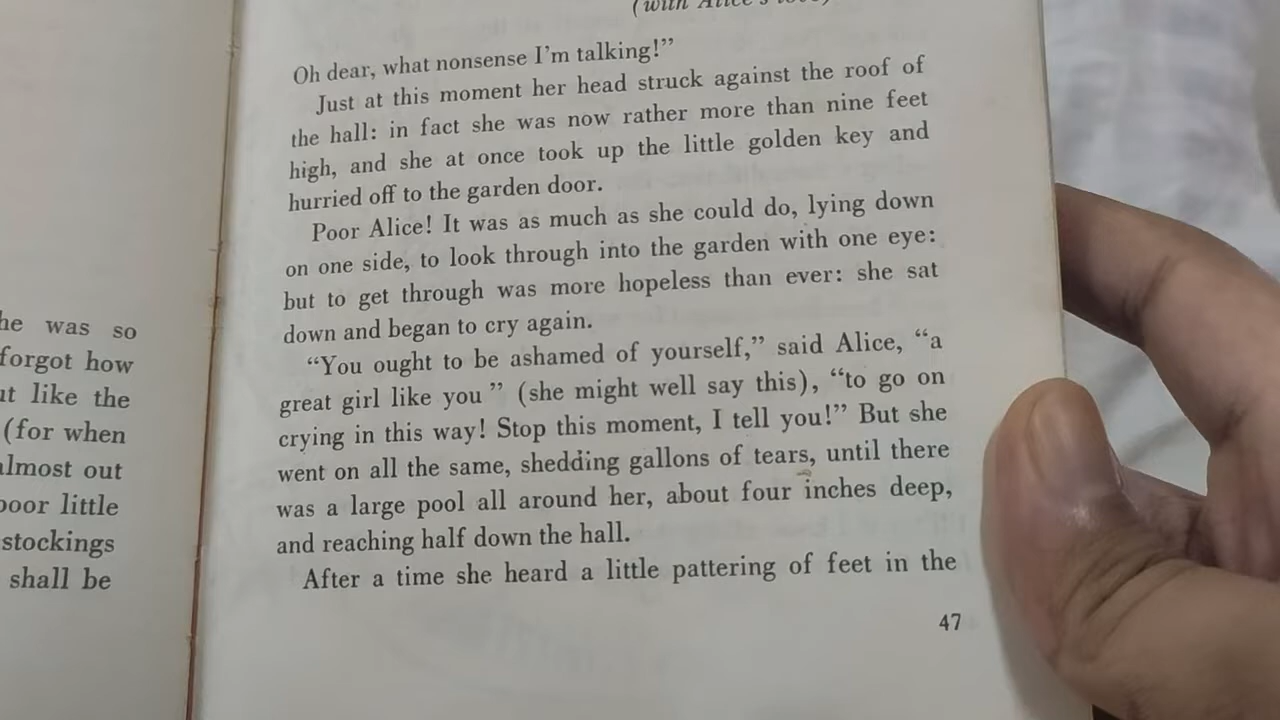 he was so
forgot how
ut like the
(for when
almost out
poor little
stockings
shall be
(with Alice's love)
Oh dear, what nonsense I'm talking!”
Just at this moment her head struck against the roof of
the hall: in fact she was now rather more than nine feet
high, and she at once took up the little golden key and
hurried off to the garden door.
Poor Alice! It was as much as she could do, lying down
on one side, to look through into the garden with one eye:
but to get through was more hopeless than ever: she sat
down and began to cry again.
“You ought to be ashamed of yourself,” said Alice, “a
great girl like you” (she might well say this), “to go on
crying in this way! Stop this moment, I tell you!” But she
went on all the same, shedding gallons of tears, until there
was a large pool all around her, about four inches deep,
and reaching half down the hall.
After a time she heard a little pattering of feet in the
47